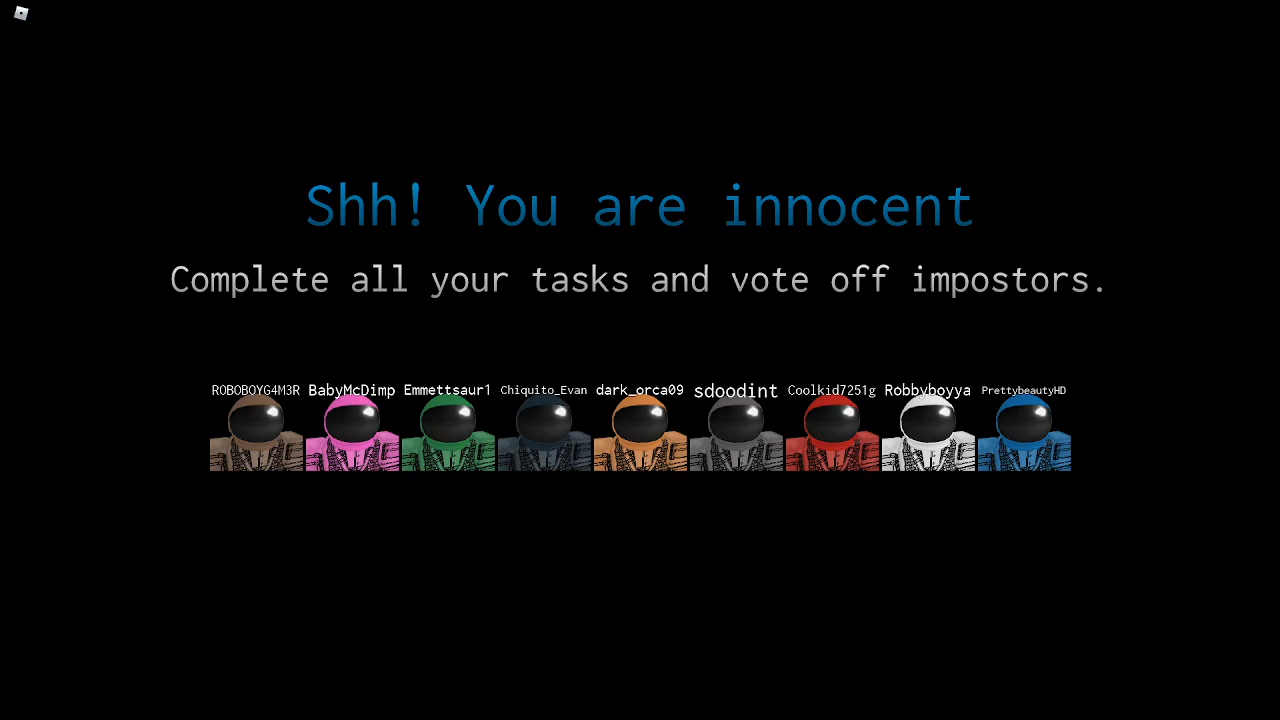 Shh! You are innocent
Complete all your tasks and vote off impostors.
ROBOBOYG4M3R BabyMcDimp Emmettsaur1 Chiquito_Evan dark_orca09 sdoodint Coolkid7251g Robbyboyya PrettybeautyHD